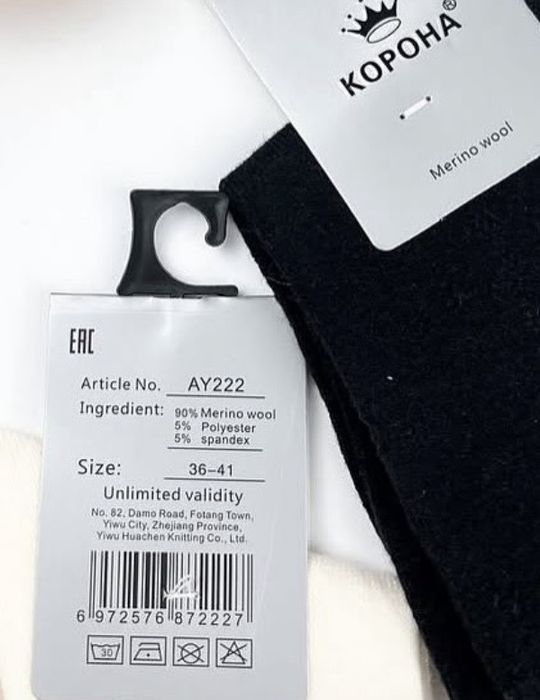 КОРОНА®
Merino wool
EAC
Article No. AY222
Ingredient: 90% Merino wool
5% Polyester
5% spandex
Size: 36-41
Unlimited validity
No. 82, Damo Road, Fotang Town,
Yiwu City, Zhejiang Province,
Yiwu Huachen Knitting Co., Ltd.
6 972576 872227
30